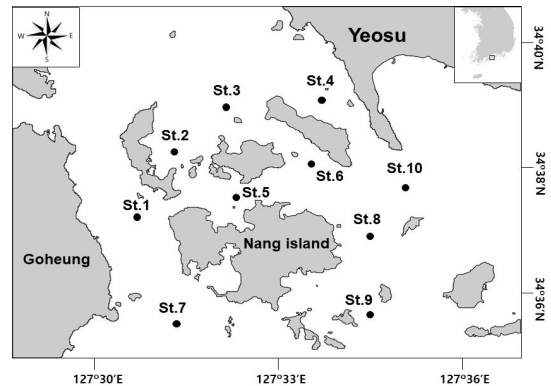 N
W E
S
Yeosu
34°40'N
St.4
St.3
St.2
St.10
34°38'N
St.6
St.5
St.1
St.8
Nang island
Goheung
34°36'N
St.9
St.7
127°30'E
127°33'E
127°36'E